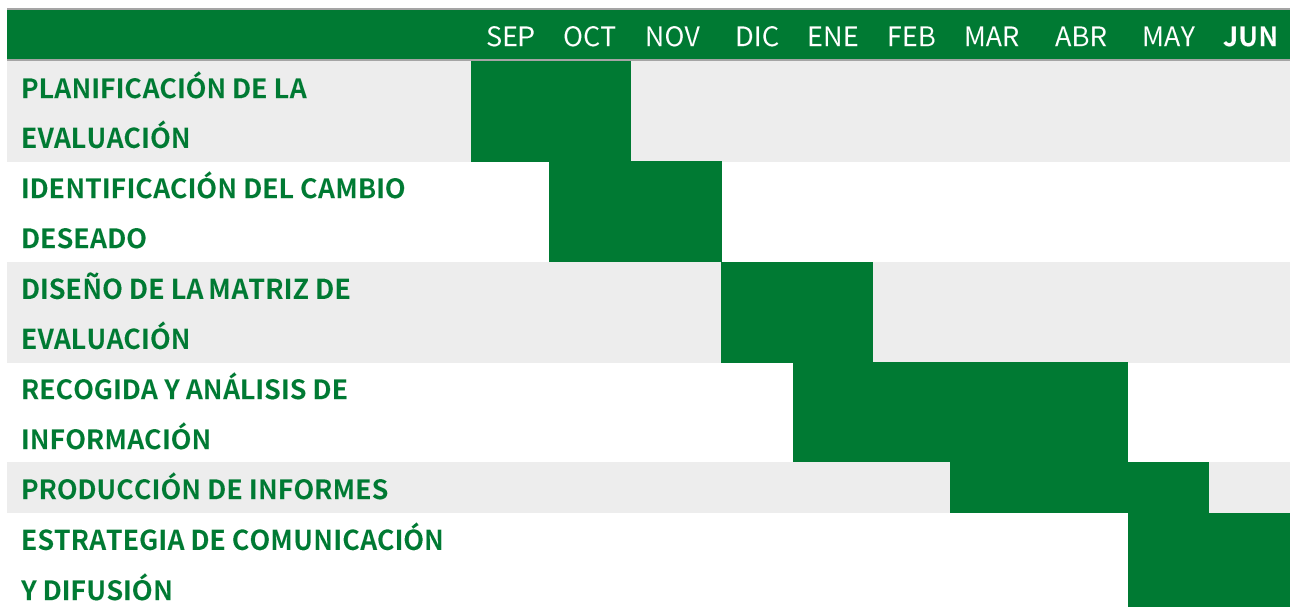 SEP OCT NOV DIC ENE FEB MAR ABR MAY JUN
PLANIFICACIÓN DE LA
EVALUACIÓN
IDENTIFICACIÓN DEL CAMBIO
DESEADO
DISEÑO DE LA MATRIZ DE
EVALUACIÓN
RECOGIDA Y ANÁLISIS DE
INFORMACIÓN
PRODUCCIÓN DE INFORMES
ESTRATEGIA DE COMUNICACIÓN
Y DIFUSIÓN